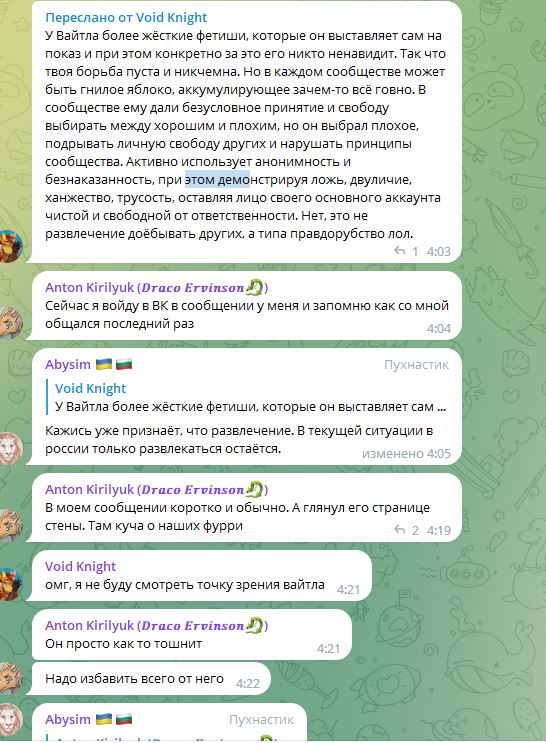 Переслано от Void Knight
У Вайтла более жёсткие фетиши, которые он выставляет сам на
показ и при этом конкретно за это его никто ненавидит. Так что
твоя борьба пуста и никчемна. Но в каждом сообществе может
быть гнилое яблоко, аккумулирующее зачем-то всё говно. В
сообществе ему дали безусловное принятие и свободу
выбирать между хорошим и плохим, но он выбрал плохое,
подрывать личную свободу других и нарушать принципы
сообщества. Активно использует анонимность и
безнаказанность, при этом демонстрируя ложь, двуличие,
ханжество, трусость, оставляя лицо своего основного аккаунта
чистой и свободной от ответственности. Нет, это не
развлечение доёбывать других, а типа правдорубство лол.
1 4:03
Anton Kirilyuk (Draco Ervinson🐉)
Сейчас я войду в ВК в сообщении у меня и запомню как со мной
общался последний раз
4:04
Abysim 🇺🇦 🇧🇬 Пухнастик
Void Knight
У Вайтла более жёсткие фетиши, которые он выставляет сам ...
Кажись уже признаёт, что развлечение. В текущей ситуации в
россии только развлекаться остаётся. изменено 4:05
Anton Kirilyuk (Draco Ervinson🐉)
В моем сообщении коротко и обычно. А глянул его странице
стены. Там куча о наших фурри 2 4:19
Void Knight
омг, я не буду смотреть точку зрения вайтла 4:21
Anton Kirilyuk (Draco Ervinson🐉)
Он просто как то тошнит 4:21
Надо избавить всего от него 4:22
Abysim 🇺🇦 🇧🇬 Пухнастик